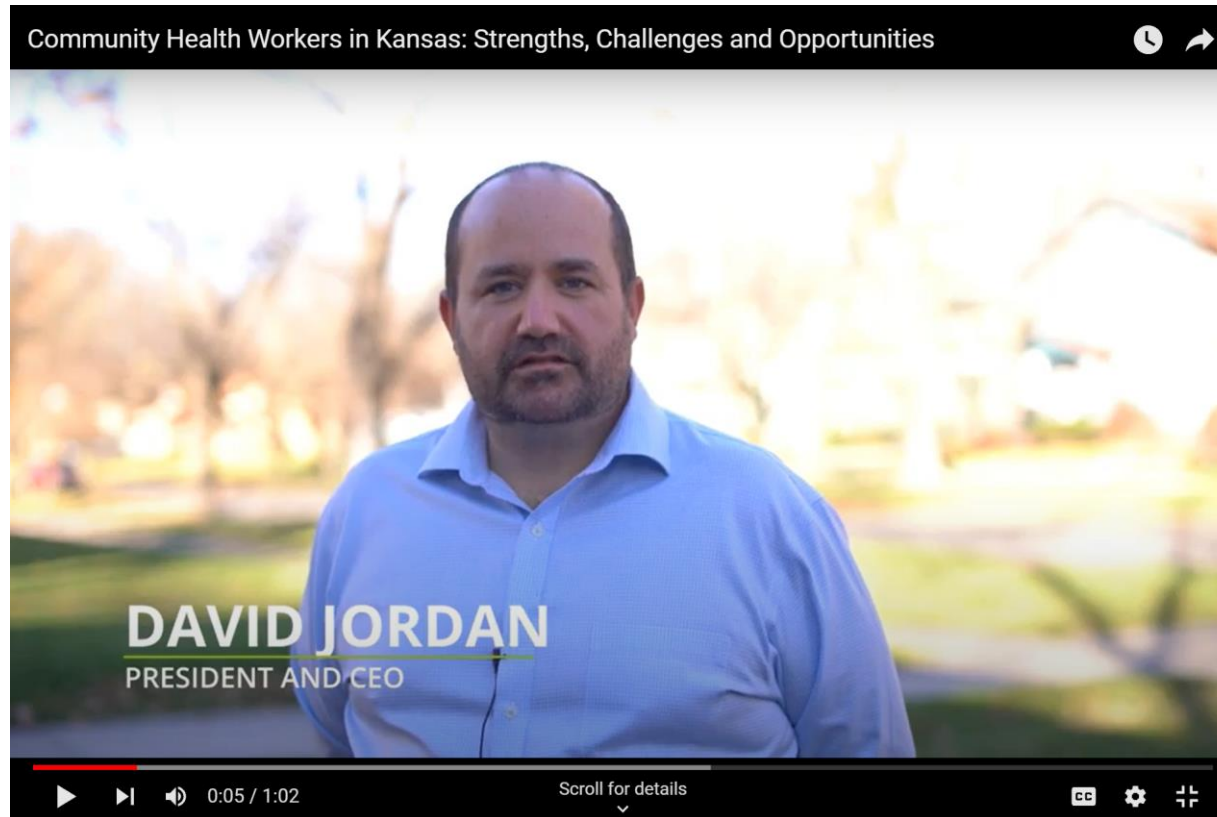 Community Health Workers in Kansas: Strengths, Challenges and Opportunities
DAVID JORDAN
PRESIDENT AND CEO
0:05 / 1:02
Scroll for details
CC